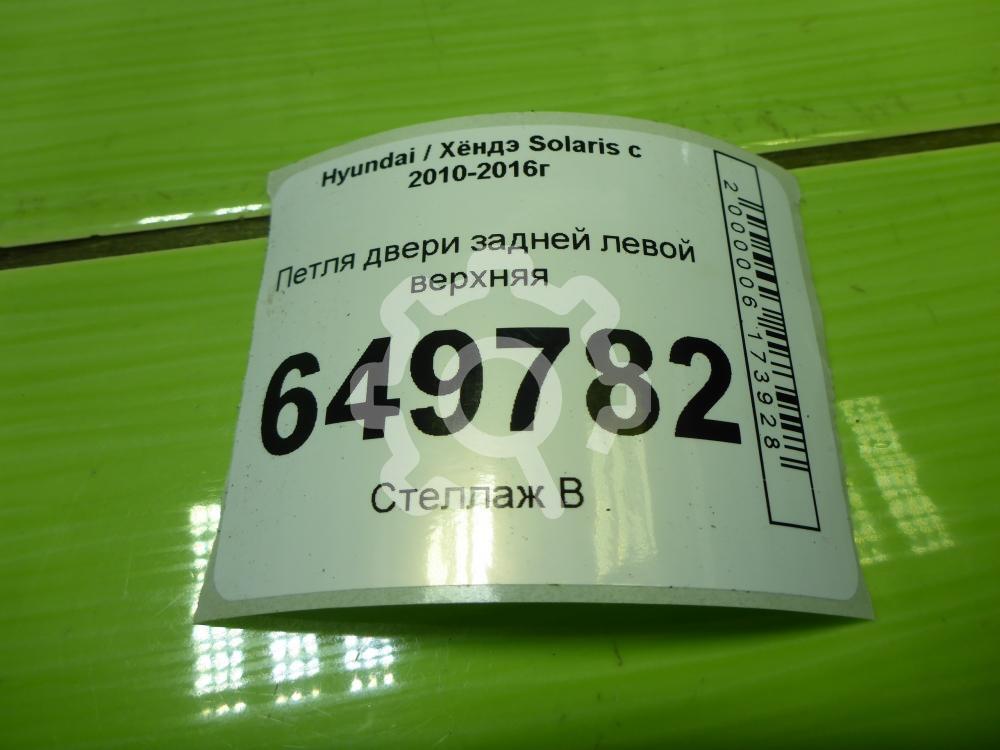 Hyundai / Хёндэ Solaris с
2010-2016г
Петля двери задней левой
верхняя
649782
Стеллаж В
2000006173928